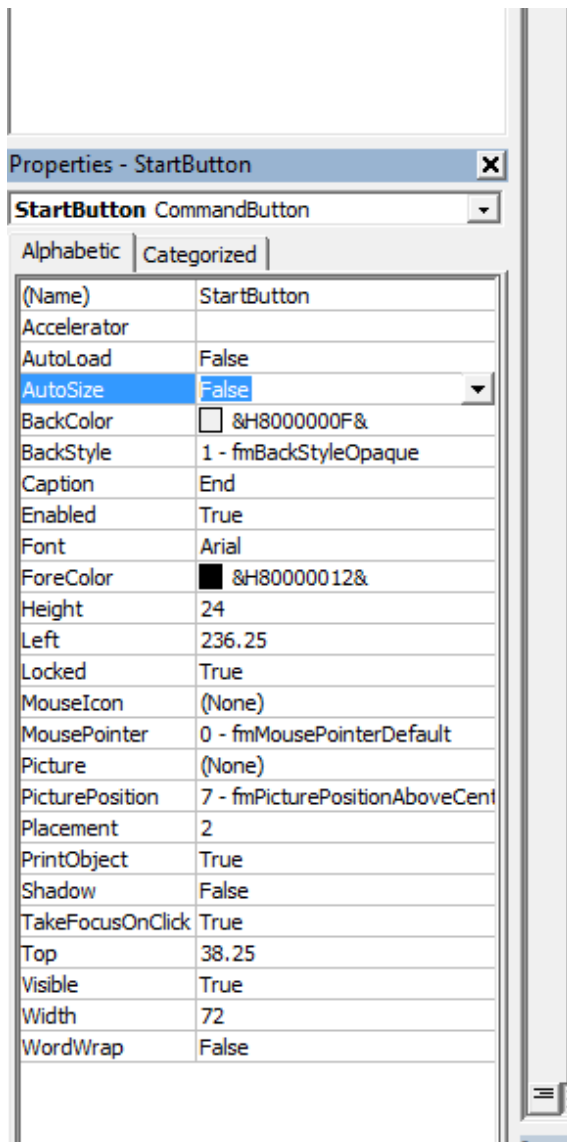 Properties - StartButton
StartButton CommandButton
Alphabetic Categorized
(Name) StartButton
Accelerator
AutoLoad False
AutoSize False
BackColor &H8000000F&
BackStyle 1 - fmBackStyleOpaque
Caption End
Enabled True
Font Arial
ForeColor &H80000012&
Height 24
Left 236.25
Locked True
MouseIcon (None)
MousePointer 0 - fmMousePointerDefault
Picture (None)
PicturePosition 7 - fmPicturePositionAboveCent
Placement 2
PrintObject True
Shadow False
TakeFocusOnClick True
Top 38.25
Visible True
Width 72
WordWrap False